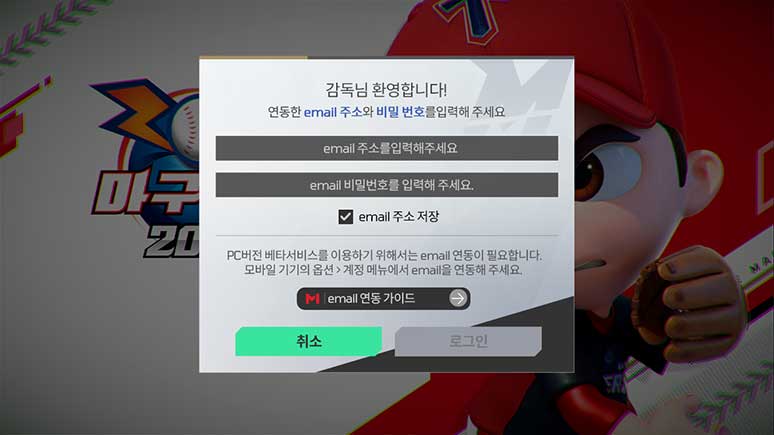 감독님 환영합니다!
연동한 email 주소와 비밀 번호를입력해 주세요
email 주소를입력해주세요
email 비밀번호를 입력해 주세요.
email 주소 저장
PC버전 베타서비스를 이용하기 위해서는 email 연동이 필요합니다.
모바일 기기의 옵션 > 계정 메뉴에서 email을 연동해 주세요.
M email 연동 가이드
취소
로그인
마구
20
T
MA